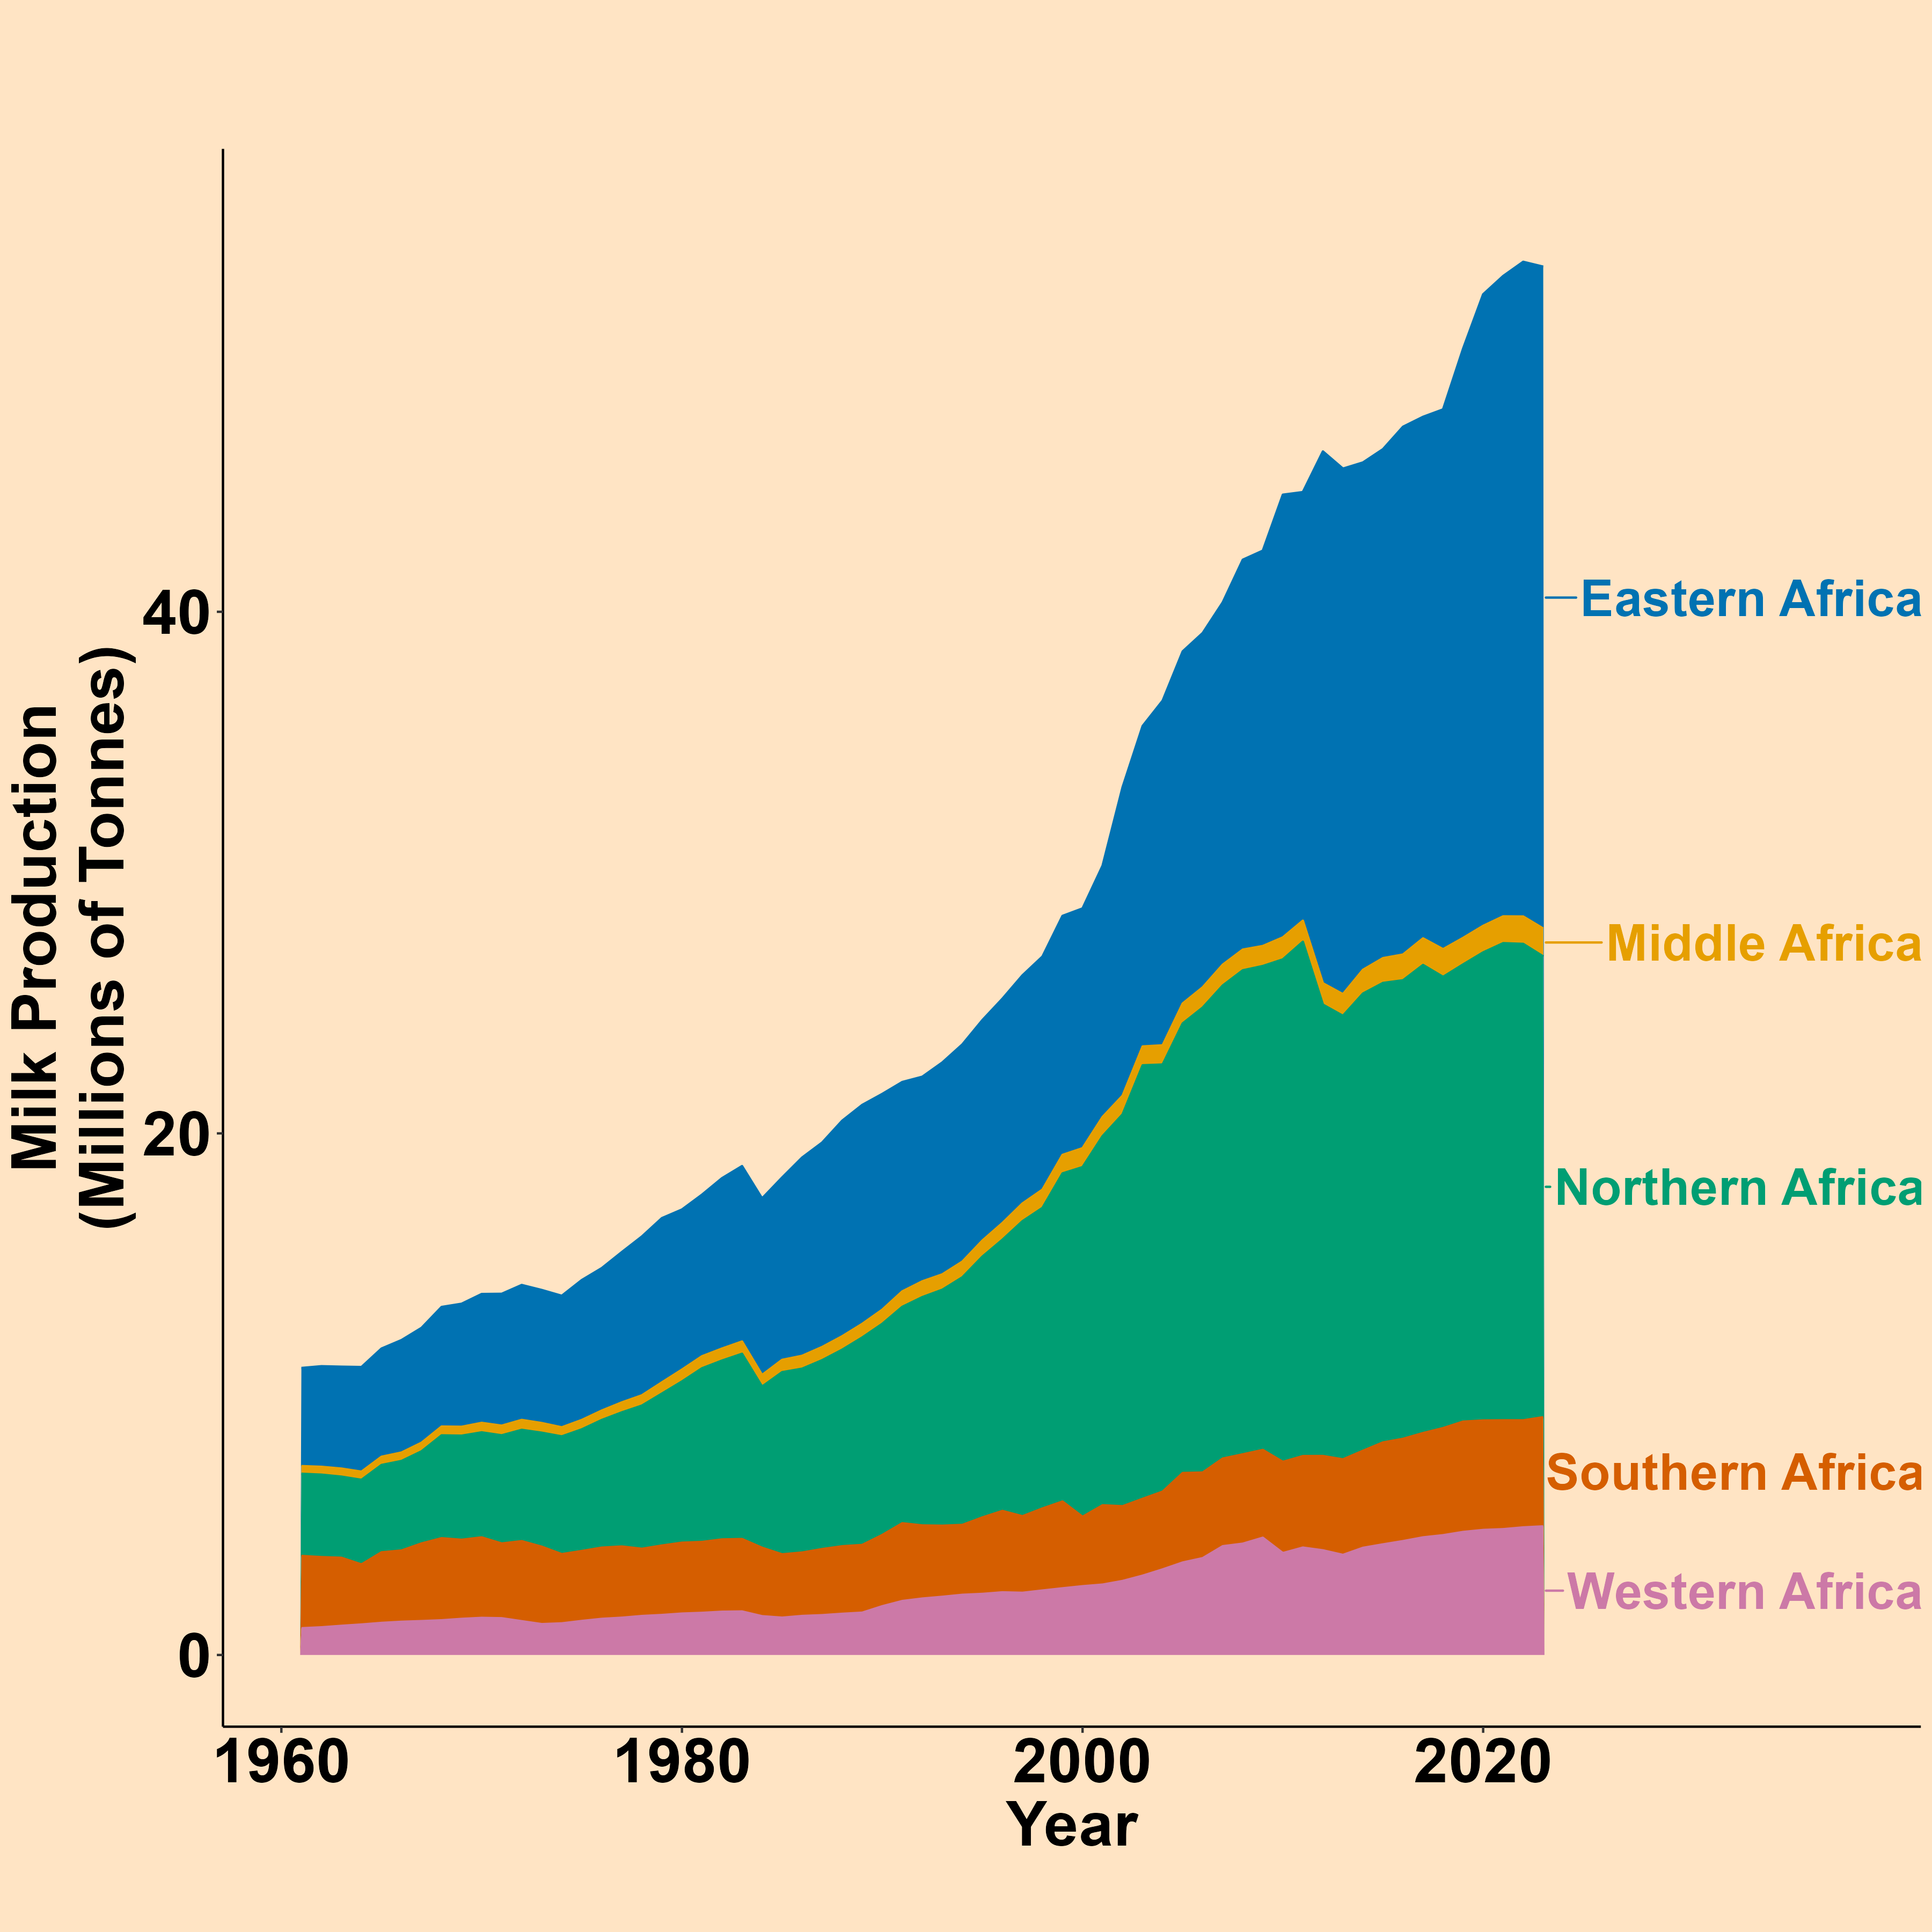 Milk Production
(Millions of Tonnes)
40
20
0
1960
1980
2000
2020
Year
Eastern Africa
Middle Africa
Northern Africa
Southern Africa
Western Africa